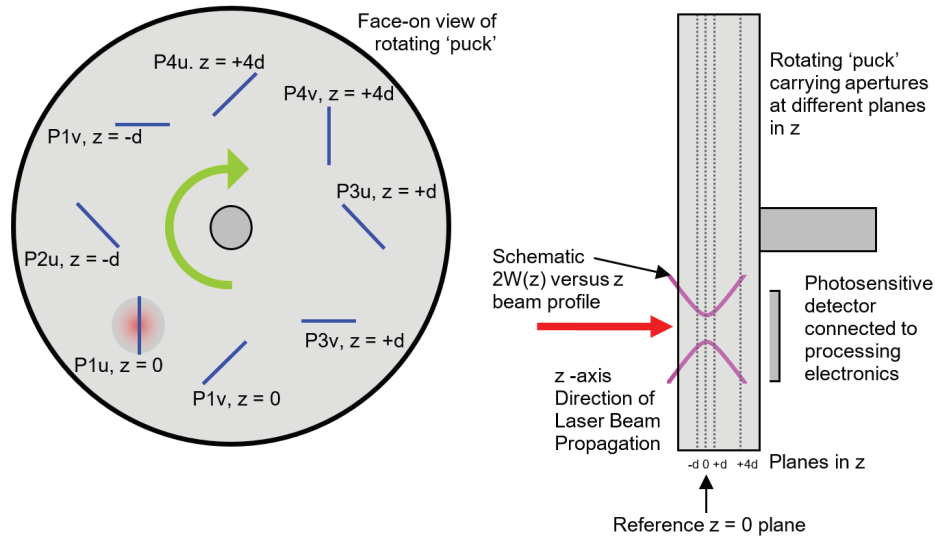 Face-on view of
rotating ‘puck’
P4u. z = +4d
P4v, z = +4d
P1v, z = -d
P3u, z = +d
P2u, z = -d
P1u, z = 0
P3v, z = +d
P1v, z = 0
Rotating ‘puck’
carrying apertures
at different planes
in z
Schematic
2W(z) versus z
beam profile
Photosensitive
detector
connected to
processing
electronics
z -axis
Direction of
Laser Beam
Propagation
-d 0 +d +4d
Planes in z
Reference z = 0 plane